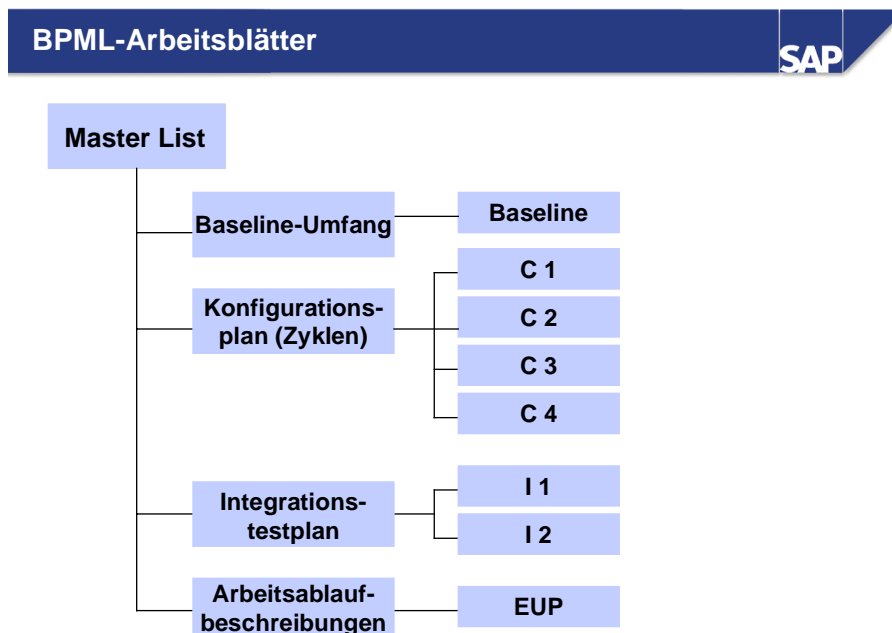 BPML-Arbeitsblätter
SAP
Master List
Baseline-Umfang
Baseline
Konfigurations-
plan (Zyklen)
C 1
C 2
C 3
C 4
Integrations-
testplan
I 1
I 2
Arbeitsablauf-
beschreibungen
EUP